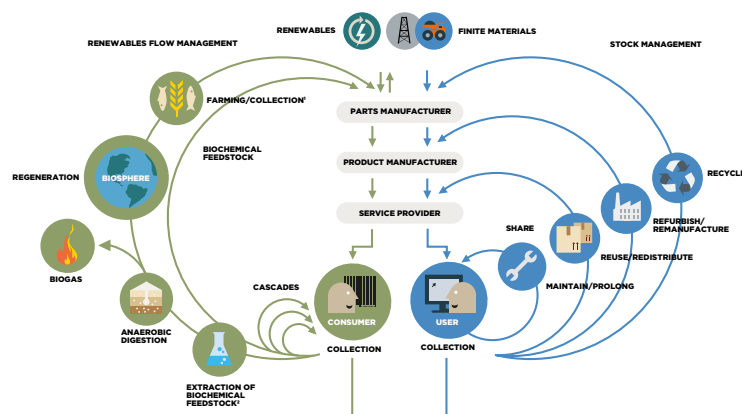 RENEWABLES
FINITE MATERIALS
RENEWABLES FLOW MANAGEMENT
STOCK MANAGEMENT
FARMING/COLLECTION¹
PARTS MANUFACTURER
BIOCHEMICAL
FEEDSTOCK
PRODUCT MANUFACTURER
REGENERATION
BIOSPHERE
RECYCLE
SERVICE PROVIDER
REFURBISH/
REMANUFACTURE
SHARE
REUSE/REDISTRIBUTE
BIOGAS
CASCADES
MAINTAIN/PROLONG
CONSUMER
USER
ANAEROBIC
DIGESTION
COLLECTION
COLLECTION
EXTRACTION OF
BIOCHEMICAL
FEEDSTOCK²